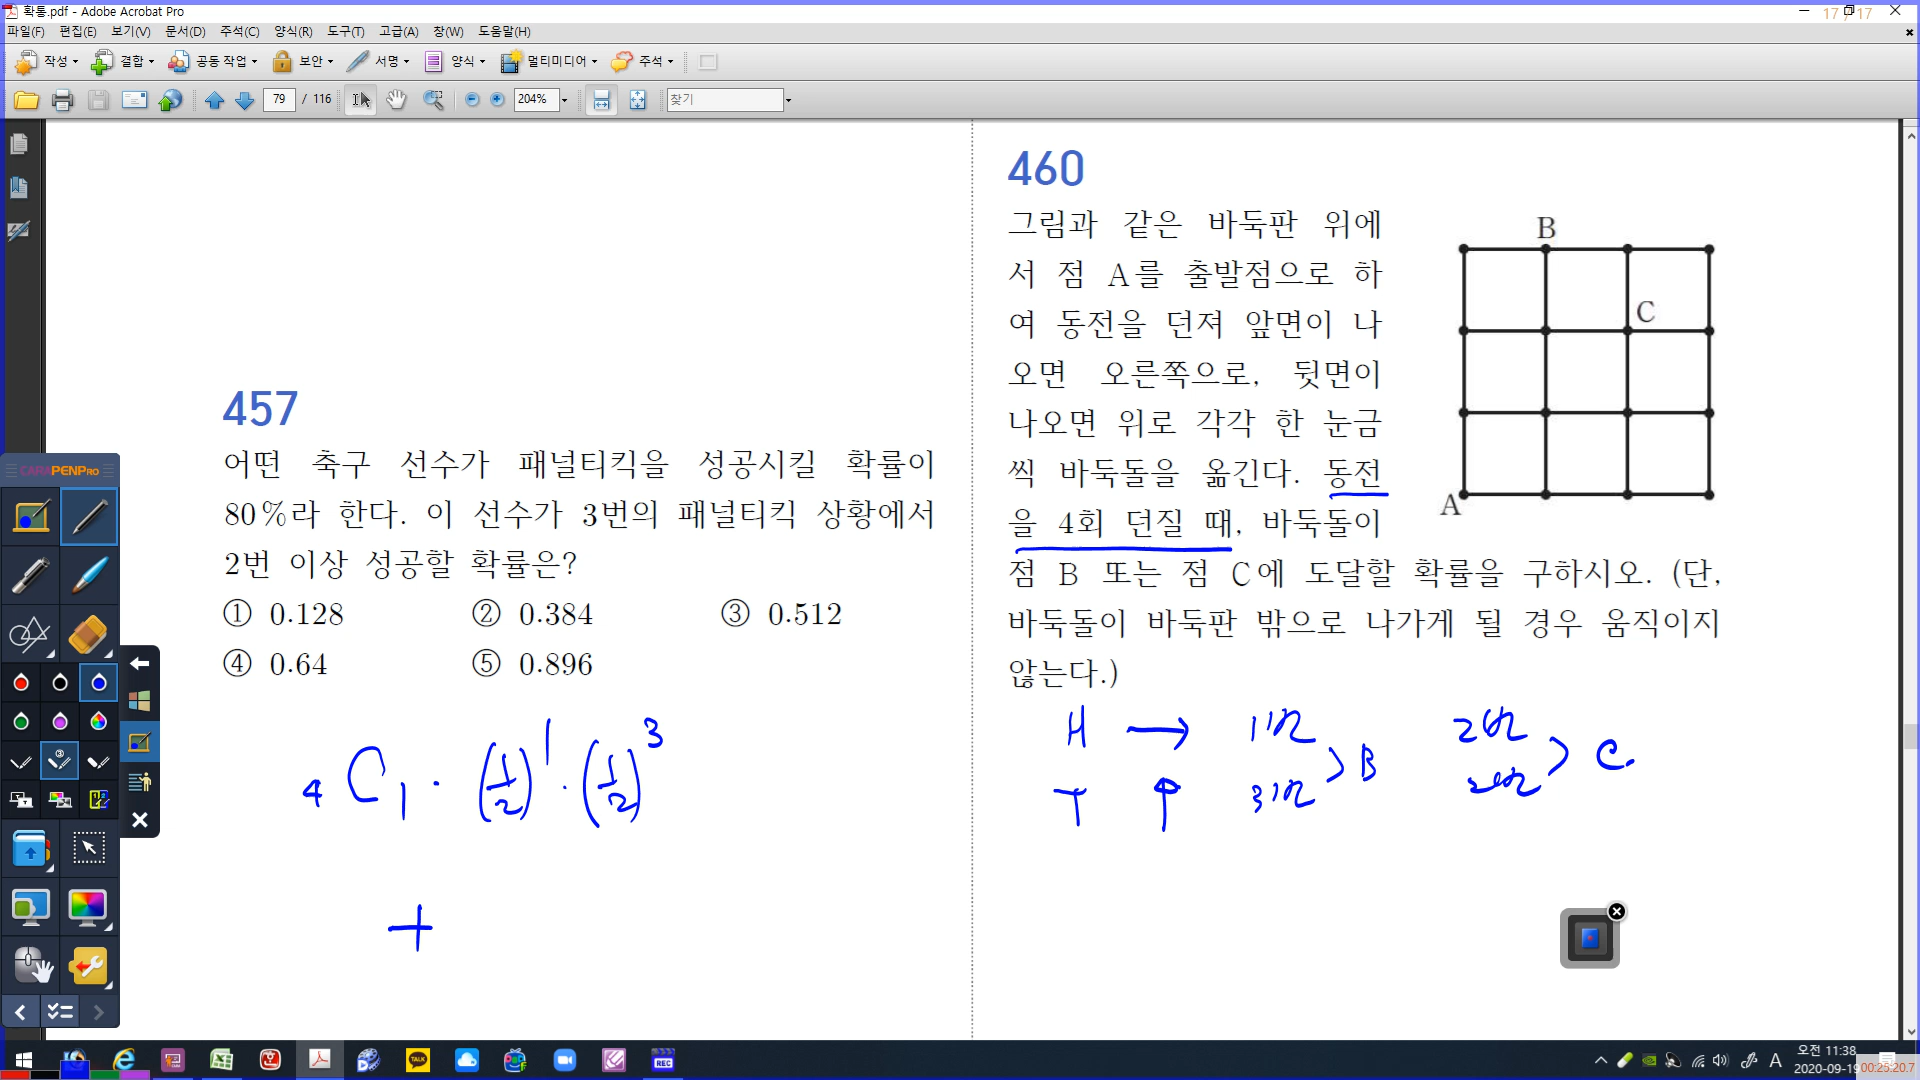 확통.pdf - Adobe Acrobat Pro
17 / 17
파일(F) 편집(E) 보기(V) 문서(D) 주석(C) 양식(R) 도구(T) 고급(A) 창(W) 도움말(H)
작성 결합 공동 작업 보안 서명 양식 멀티미디어 주석
79 / 116 204% 찾기
457
어떤 축구 선수가 패널티킥을 성공시킬 확률이
80%라 한다. 이 선수가 3번의 패널티킥 상황에서
2번 이상 성공할 확률은?
① 0.128 ② 0.384 ③ 0.512
④ 0.64 ⑤ 0.896
4 C 1 · (1/2)^1 · (1/2)^3
+
460
그림과 같은 바둑판 위에
서 점 A를 출발점으로 하
여 동전을 던져 앞면이 나
오면 오른쪽으로, 뒷면이
나오면 위로 각각 한 눈금
씩 바둑돌을 옮긴다. 동전
을 4회 던질 때, 바둑돌이
점 B 또는 점 C에 도달할 확률을 구하시오. (단,
바둑돌이 바둑판 밖으로 나가게 될 경우 움직이지
않는다.)
B
C
A
H → 1번
T ↑ 3번 > B
2번
2번 > C.
CARAPENPRO
TALK
REC
A
오전 11:38
2020-09-19
00:25:20.7